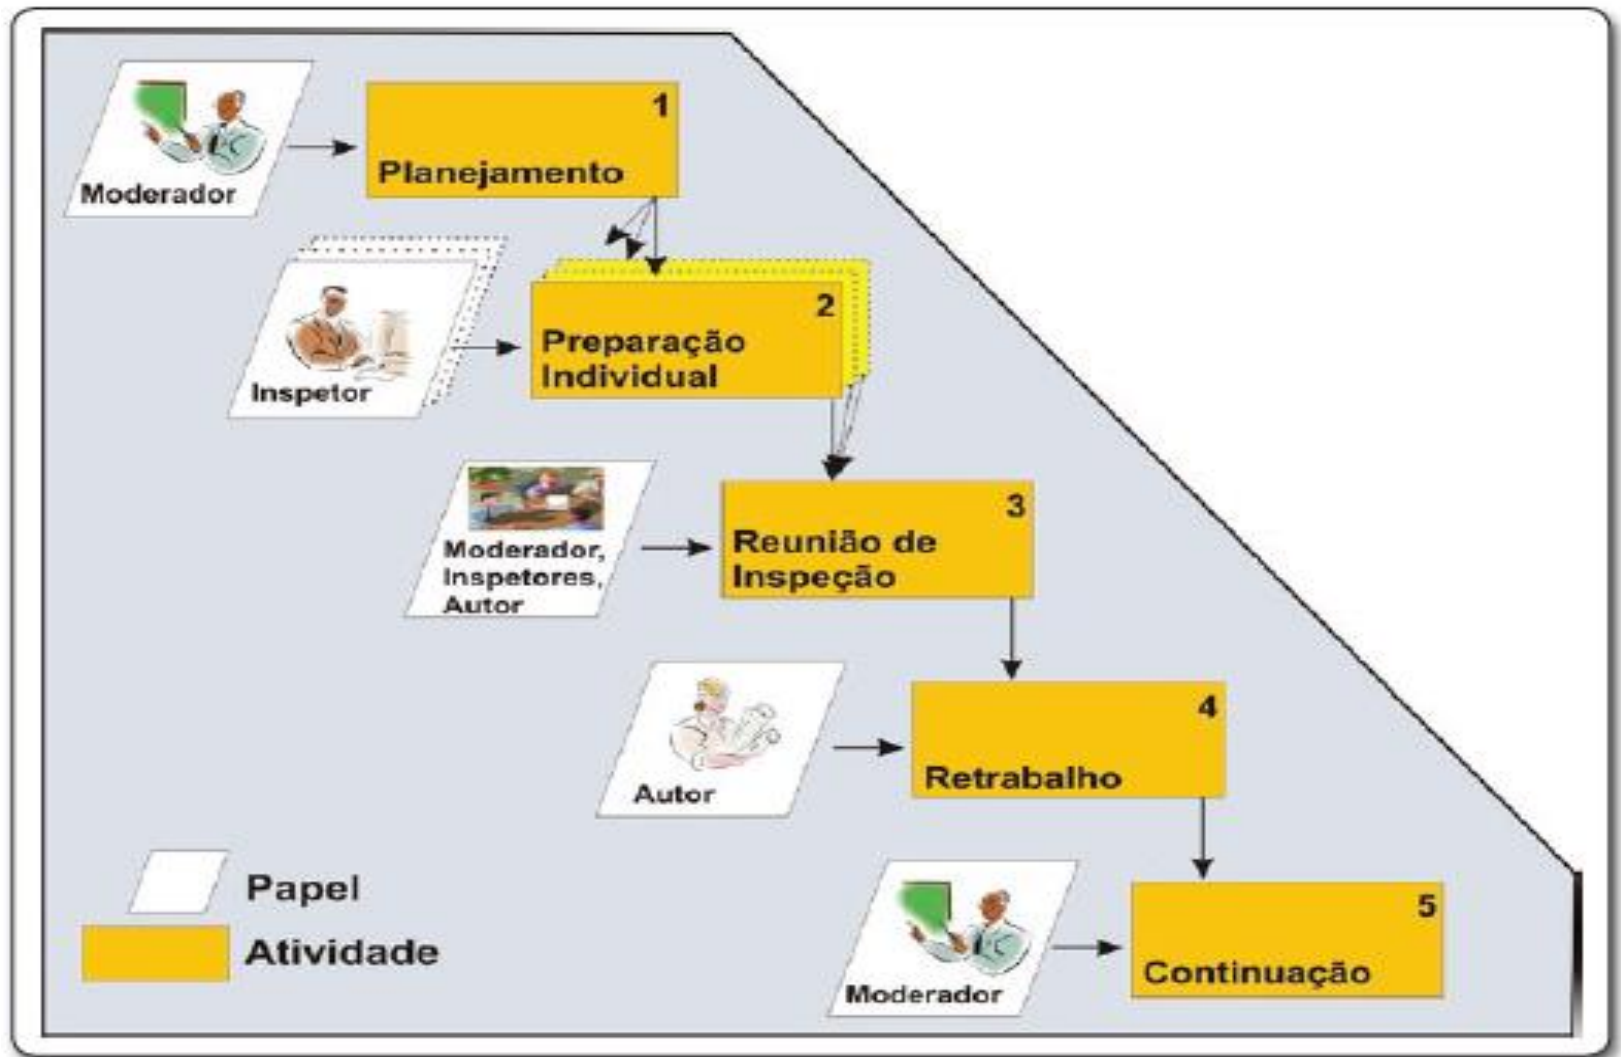 Moderador
1
Planejamento
Inspetor
2
Preparação
Individual
Moderador,
Inspetores,
Autor
3
Reunião de
Inspeção
Autor
4
Retrabalho
Moderador
5
Continuação
Papel
Atividade